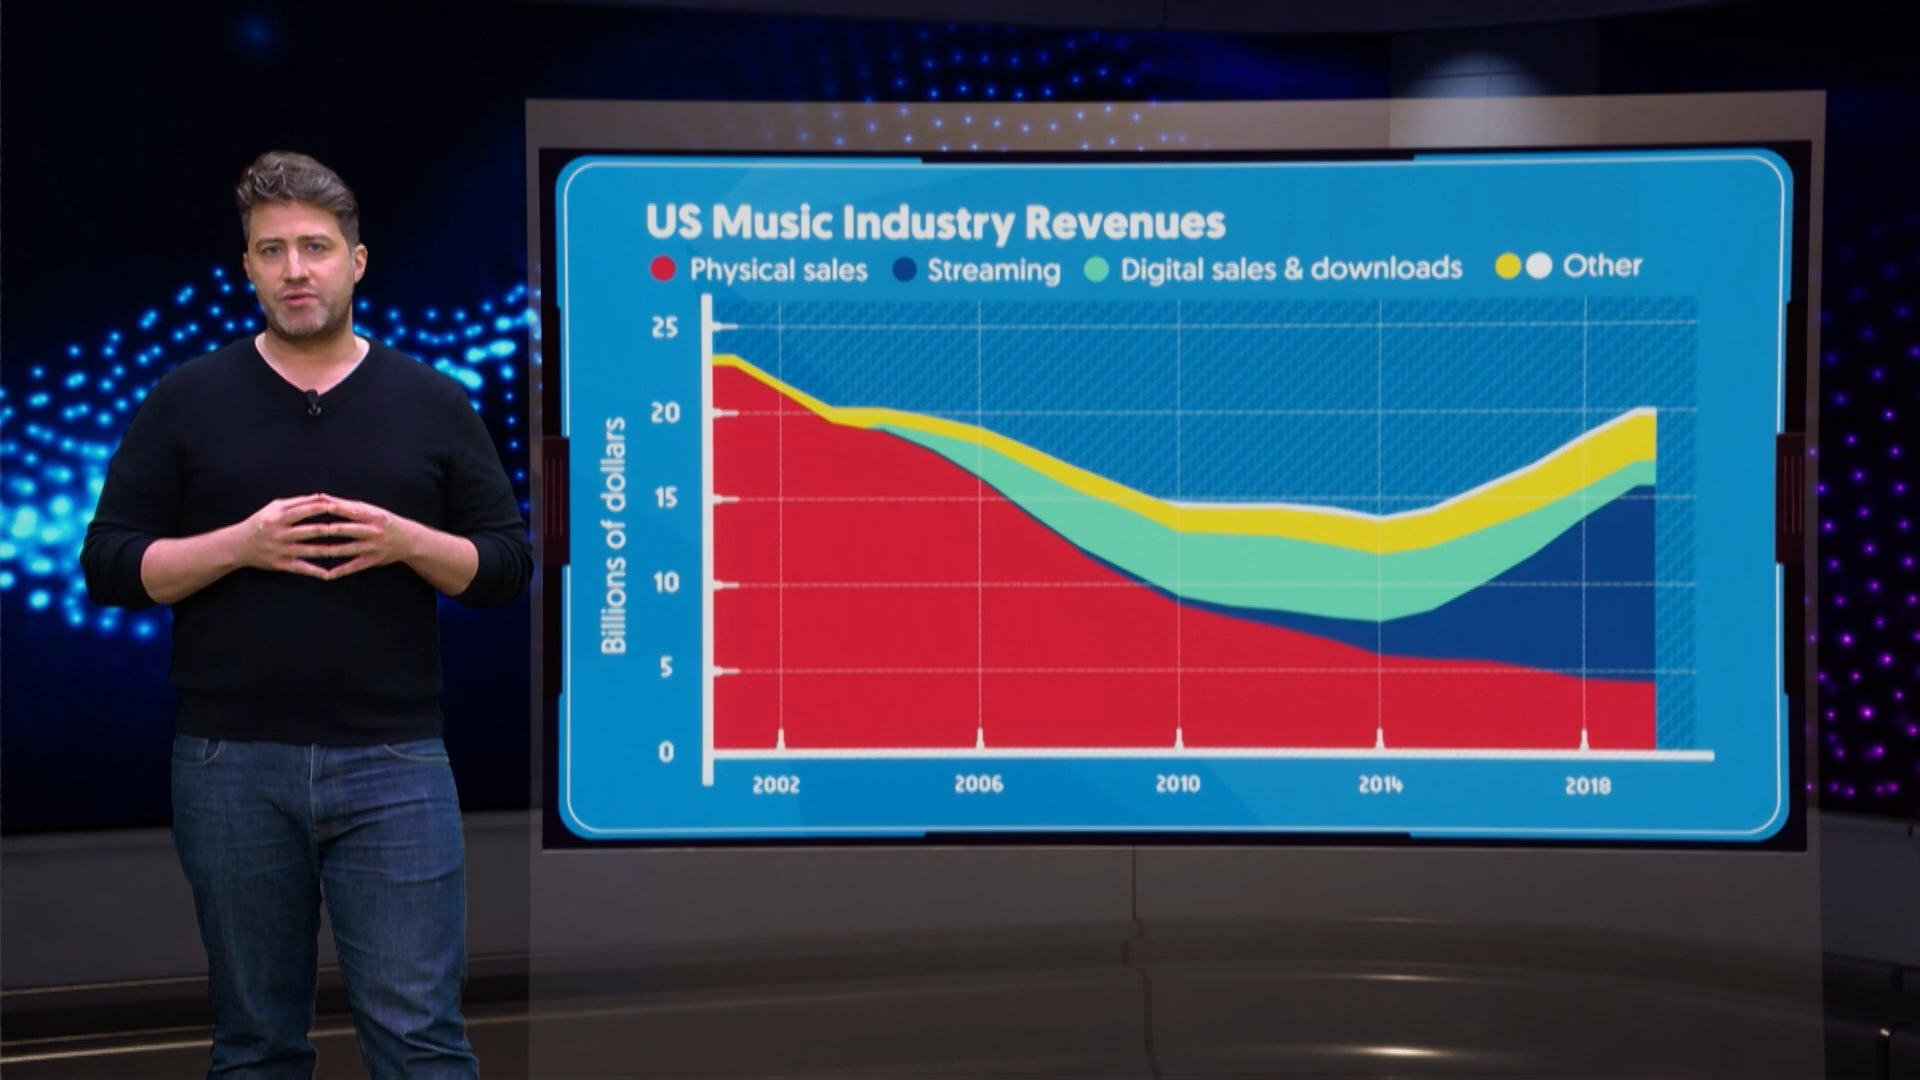 US Music Industry Revenues
Physical sales Streaming Digital sales & downloads Other
Billions of dollars
25
20
15
10
5
0
2002 2006 2010 2014 2018